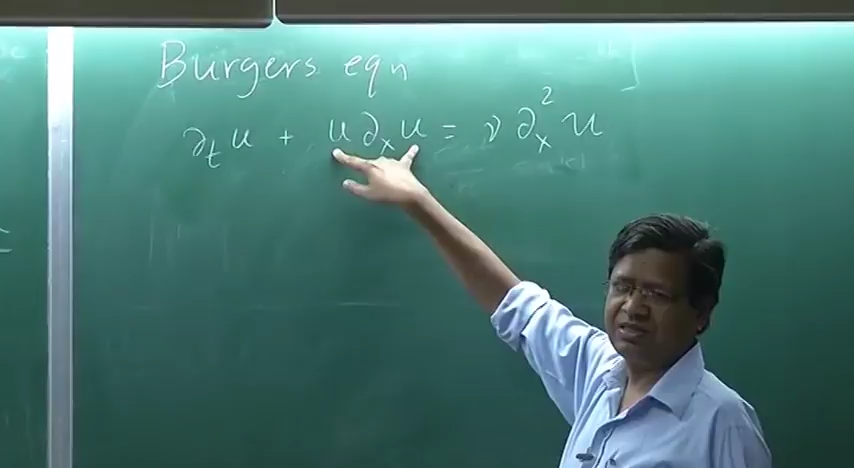 Burgers eqn
∂ₜu + u∂ₓu = ν∂ₓ²u